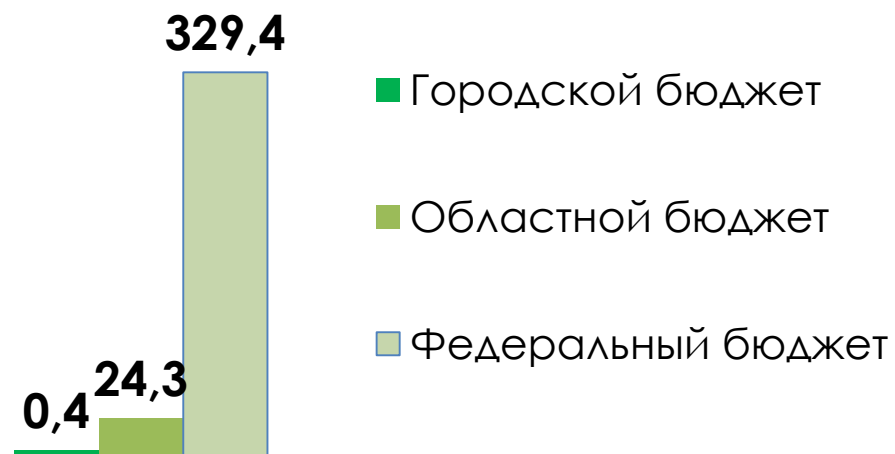 329,4
Городской бюджет
Областной бюджет
Федеральный бюджет
24,3
0,4